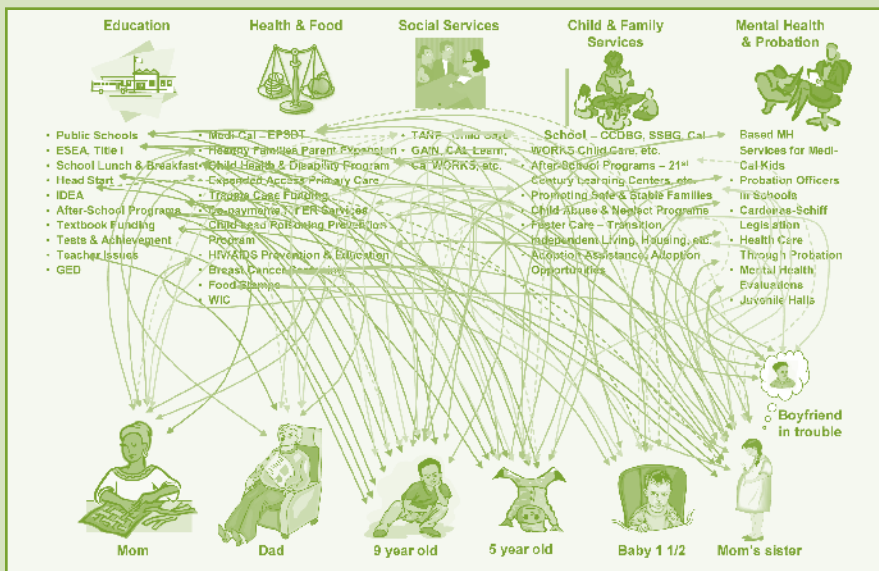 Education
Health & Food
Social Services
Child & Family
Services
Mental Health
& Probation
• Public Schools
• ESEA, Title I
• School Lunch & Breakfast
• Head Start
• IDEA
• After-School Programs
• Textbook Funding
• Tests & Achievement
• Teacher Issues
• GED
• Medi-Cal – EPSDT
• Healthy Families Parent Expansion
• Child Health & Disability Program
• Expanded Access Primary Care
• Trauma Care Funding
• Co-payments for ER Services
• Child Lead Poisoning Prevention
Program
• HIV/AIDS Prevention & Education
• Breast Cancer Screening
• Food Stamps
• WIC
• TANF – Child Care
• GAIN, CAL Learn,
Ca WORKS, etc.
School – CCDBG, SSBG, Cal-
WORKS Child Care, etc.
• After-School Programs – 21st
Century Learning Centers, etc.
• Promoting Safe & Stable Families
• Child Abuse & Neglect Programs
• Foster Care – Transition,
Independent Living, Housing, etc.
• Adoption Assistance, Adoption
Opportunities
Based MH
Services for Medi-
Cal Kids
• Probation Officers
in Schools
• Cardenas-Schiff
Legislation
• Health Care
Through Probation
• Mental Health
Evaluations
• Juvenile Halls
Boyfriend
in trouble
Mom
Dad
9 year old
5 year old
Baby 1 1/2
Mom's sister